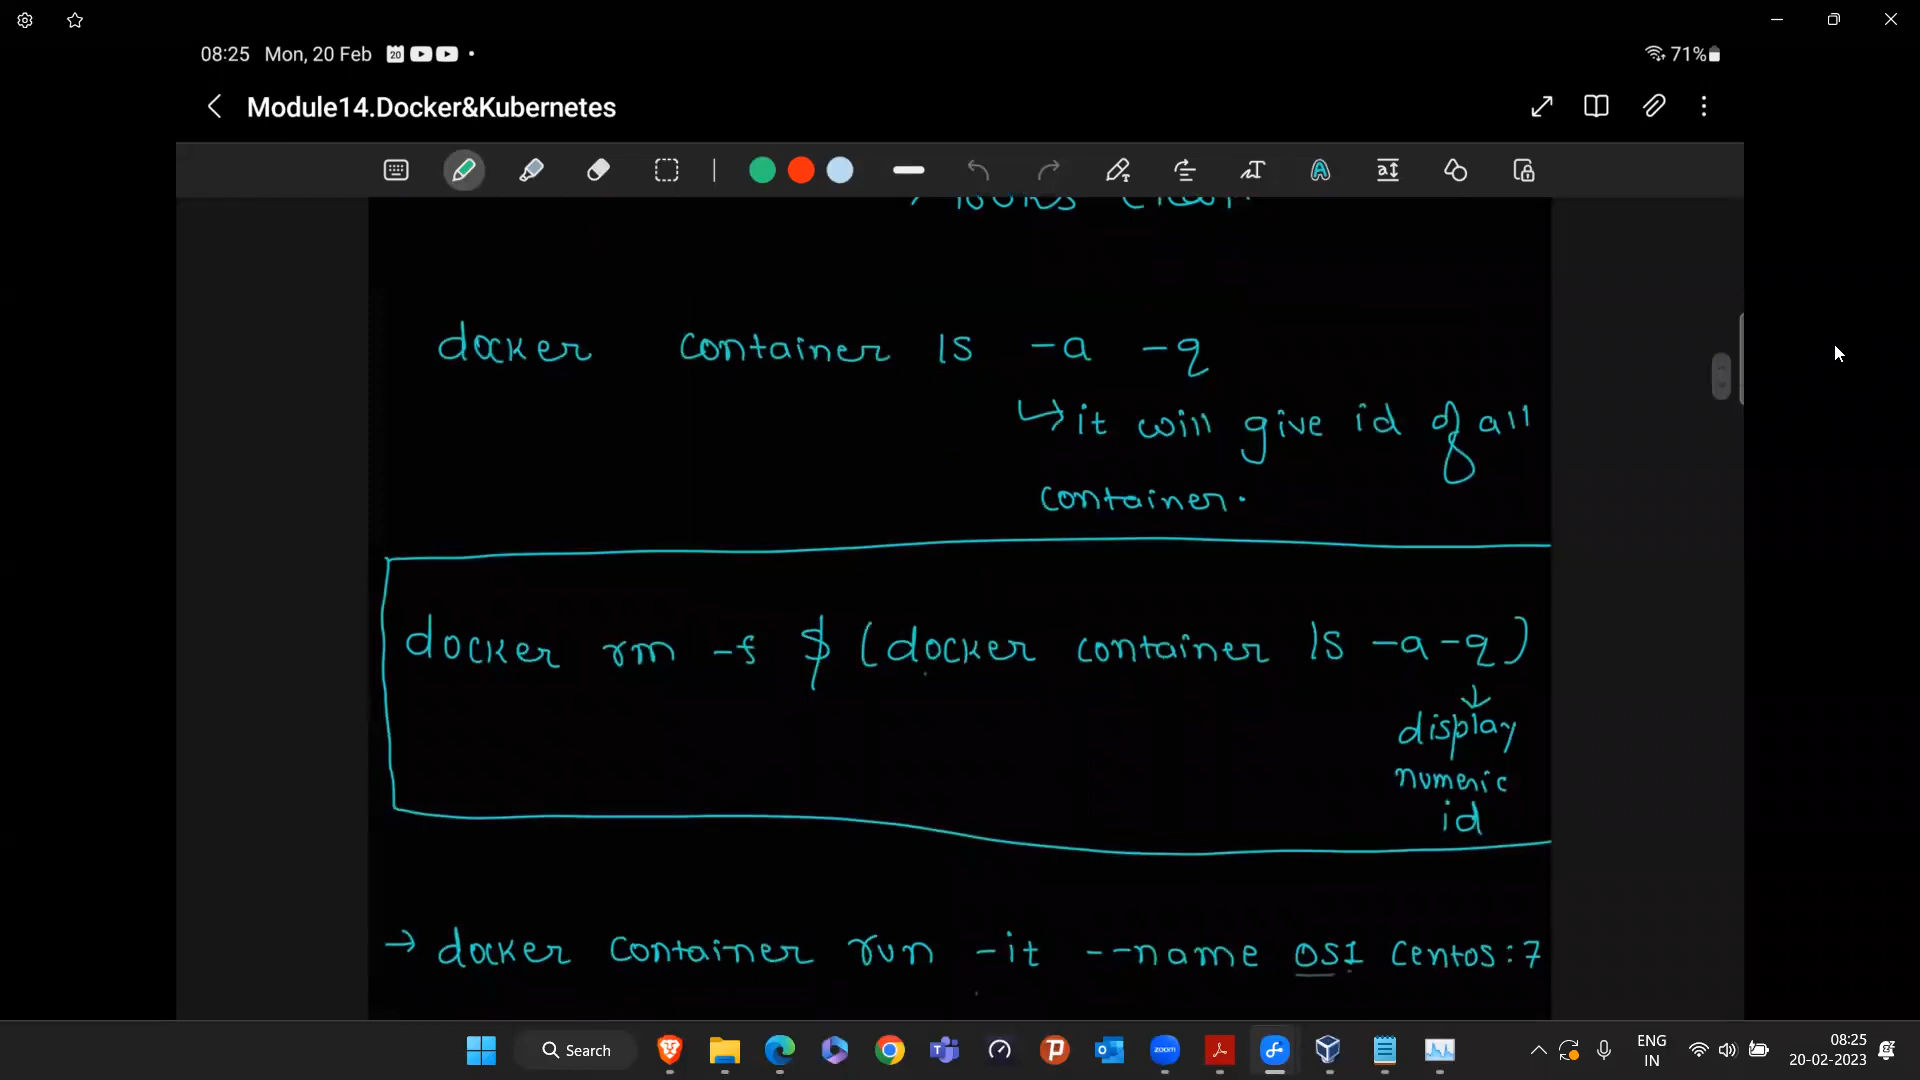 08:25 Mon, 20 Feb 20
71%
Module14.Docker&Kubernetes
docker container ls -a -q
it will give id of all
container.
docker rm -f $ (docker container ls -a -q)
display
numeric
id
→ docker container run -it --name OS1 centos:7
Search
zoom
ENG
IN
08:25
20-02-2023